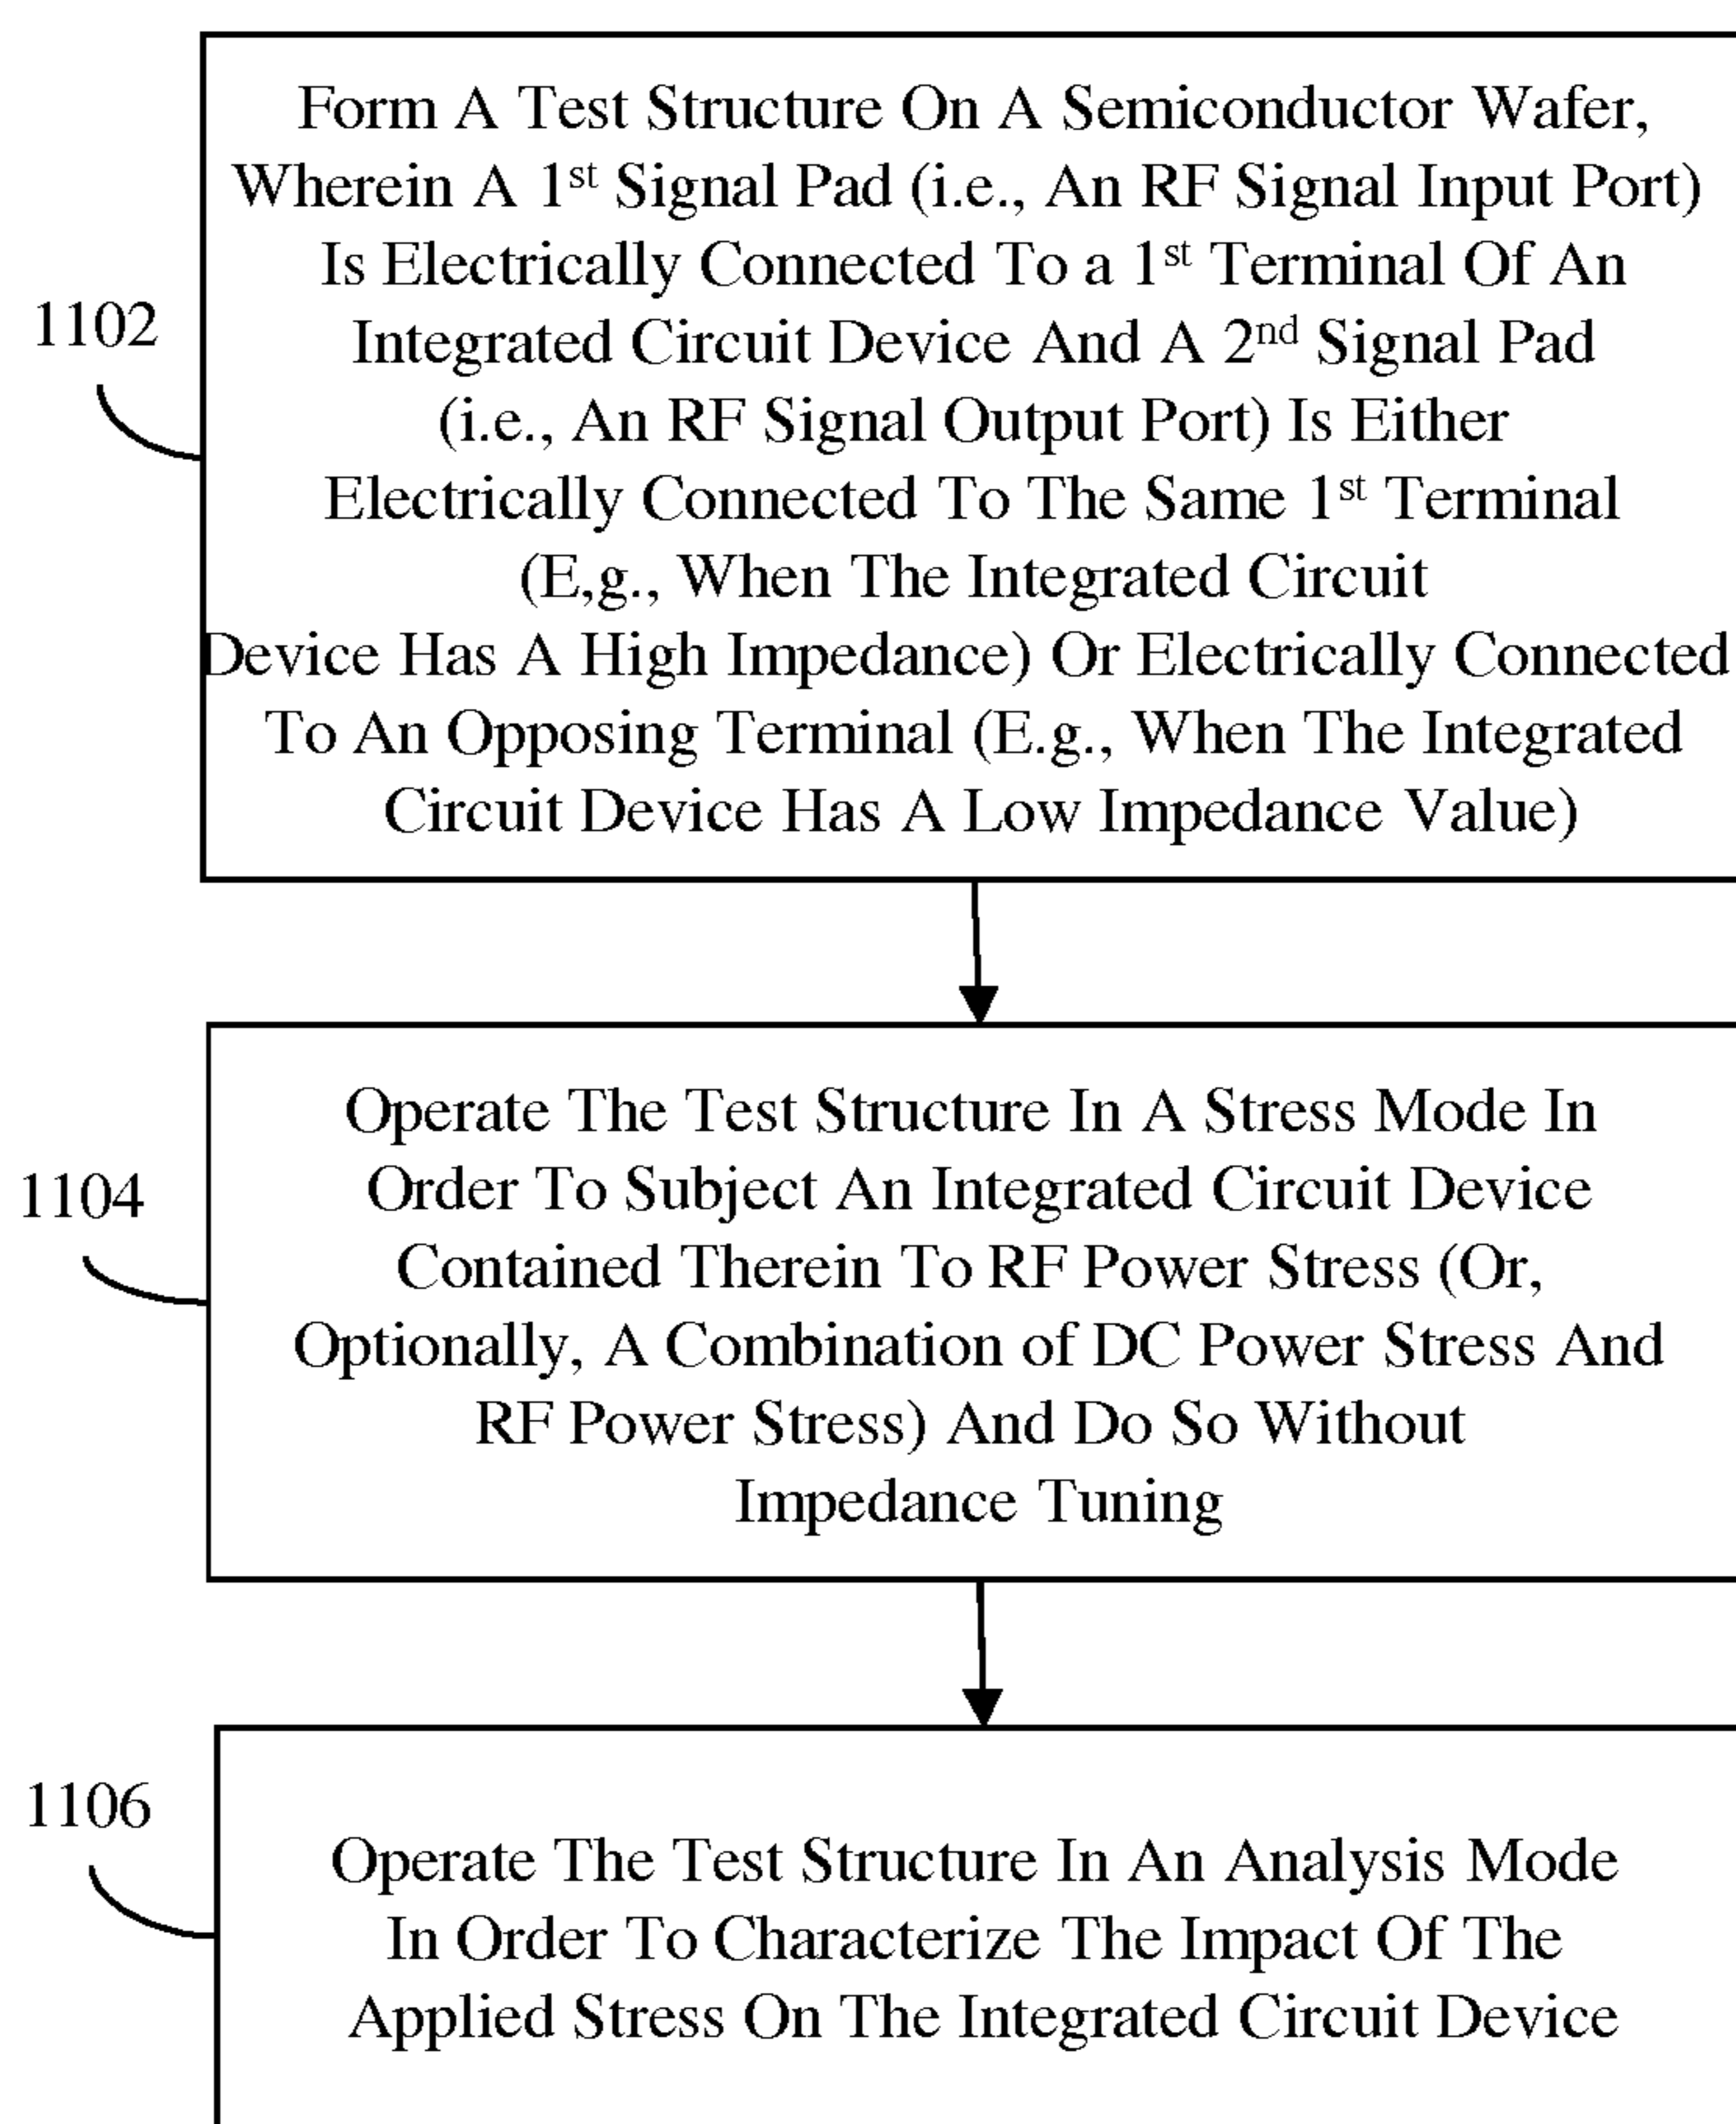 Form A Test Structure On A Semiconductor Wafer,
Wherein A 1st Signal Pad (i.e., An RF Signal Input Port)
Is Electrically Connected To a 1st Terminal Of An
1102
Integrated Circuit Device And A 2nd Signal Pad
(i.e., An RF Signal Output Port) Is Either
Electrically Connected To The Same 1st Terminal
(E,g., When The Integrated Circuit
Device Has A High Impedance) Or Electrically Connected
To An Opposing Terminal (E.g., When The Integrated
Circuit Device Has A Low Impedance Value)
Operate The Test Structure In A Stress Mode In
1104
Order To Subject An Integrated Circuit Device
Contained Therein To RF Power Stress (Or,
Optionally, A Combination of DC Power Stress And
RF Power Stress) And Do So Without
Impedance Tuning
1106
Operate The Test Structure In An Analysis Mode
In Order To Characterize The Impact Of The
Applied Stress On The Integrated Circuit Device